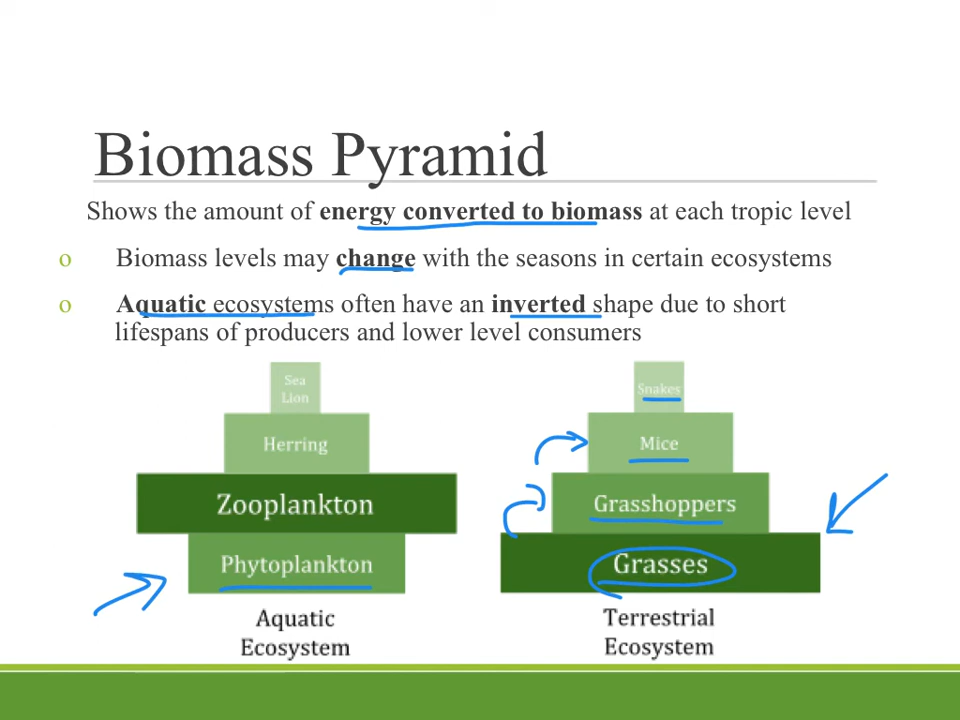 Biomass Pyramid
Shows the amount of energy converted to biomass at each tropic level
o Biomass levels may change with the seasons in certain ecosystems
o Aquatic ecosystems often have an inverted shape due to short
lifespans of producers and lower level consumers
Sea
Lion
Herring
Zooplankton
Phytoplankton
Aquatic
Ecosystem
Snakes
Mice
Grasshoppers
Grasses
Terrestrial
Ecosystem